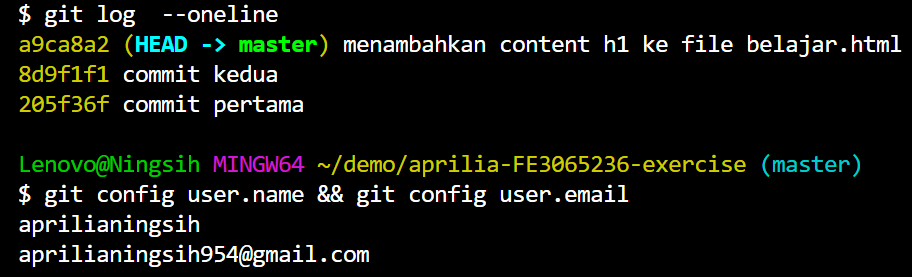 $ git log  --oneline
a9ca8a2 (HEAD -> master) menambahkan content h1 ke file belajar.html
8d9f1f1 commit kedua
205f36f commit pertama
Lenovo@Ningsih MINGW64 ~/demo/aprilia-FE3065236-exercise (master)
$ git config user.name && git config user.email
aprilianingsih
aprilianingsih954@gmail.com